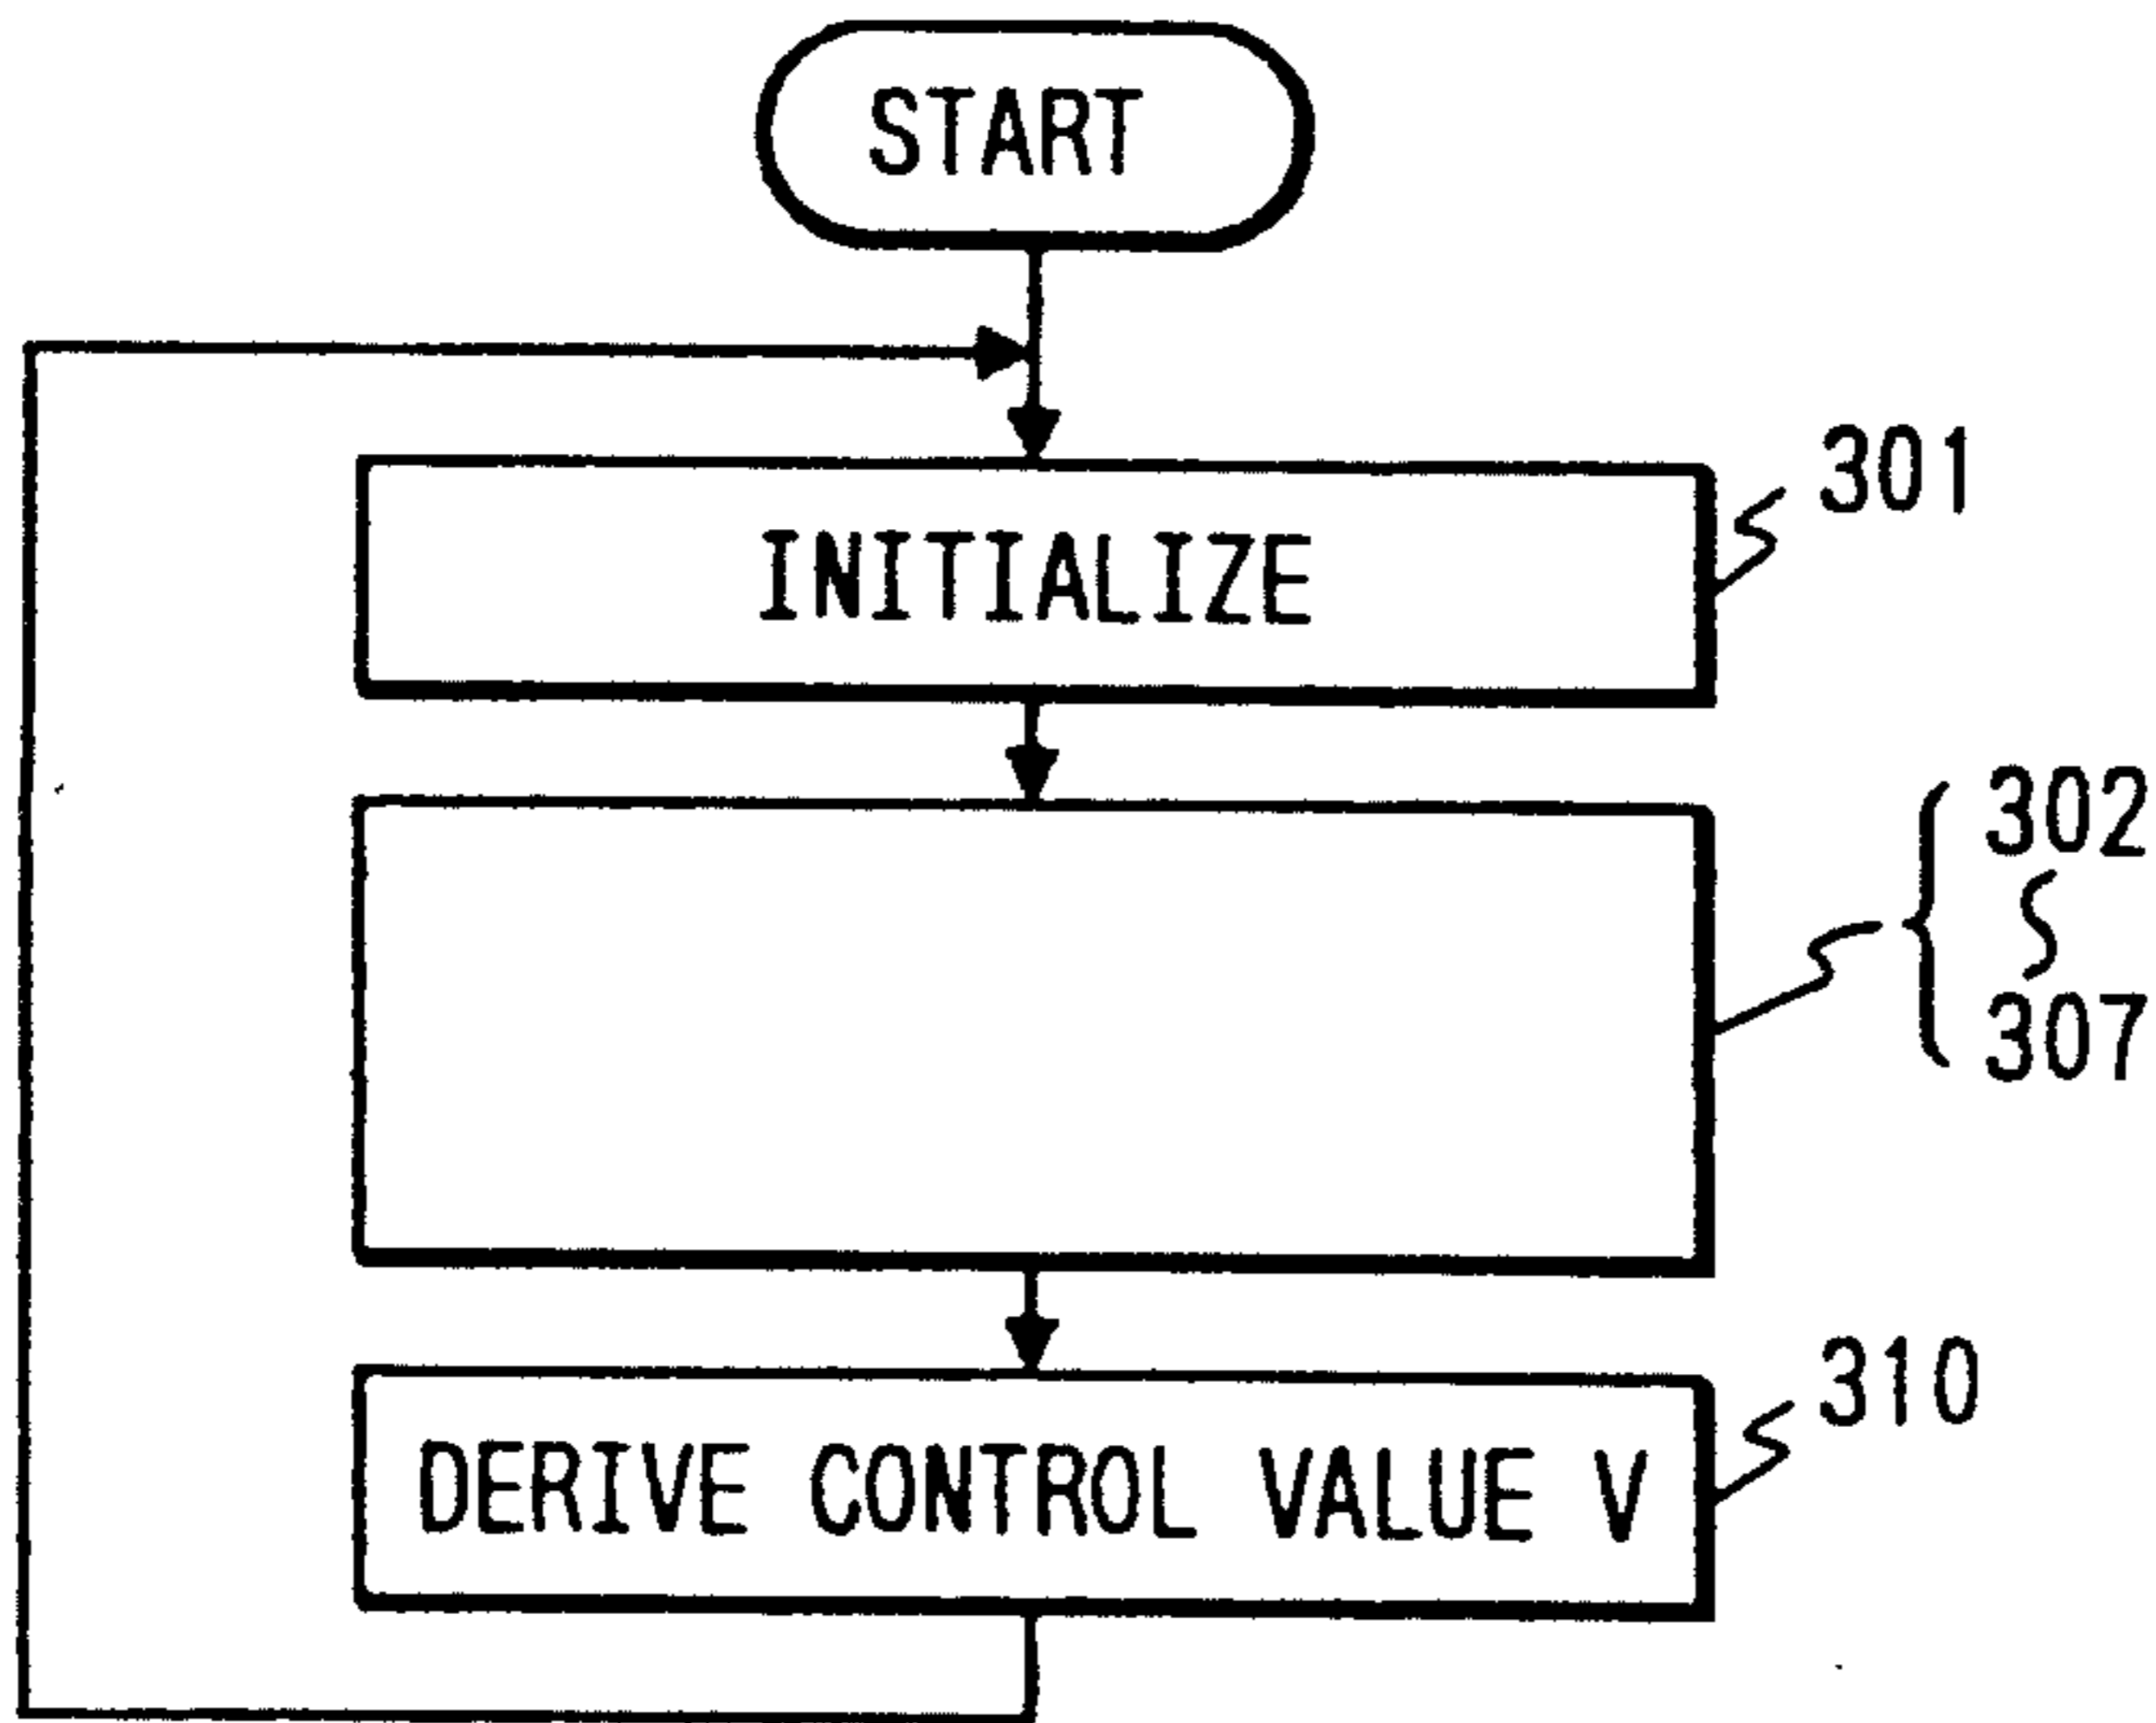 START
301
INITIALIZE
302
307
310
DERIVE CONTROL VALUE V